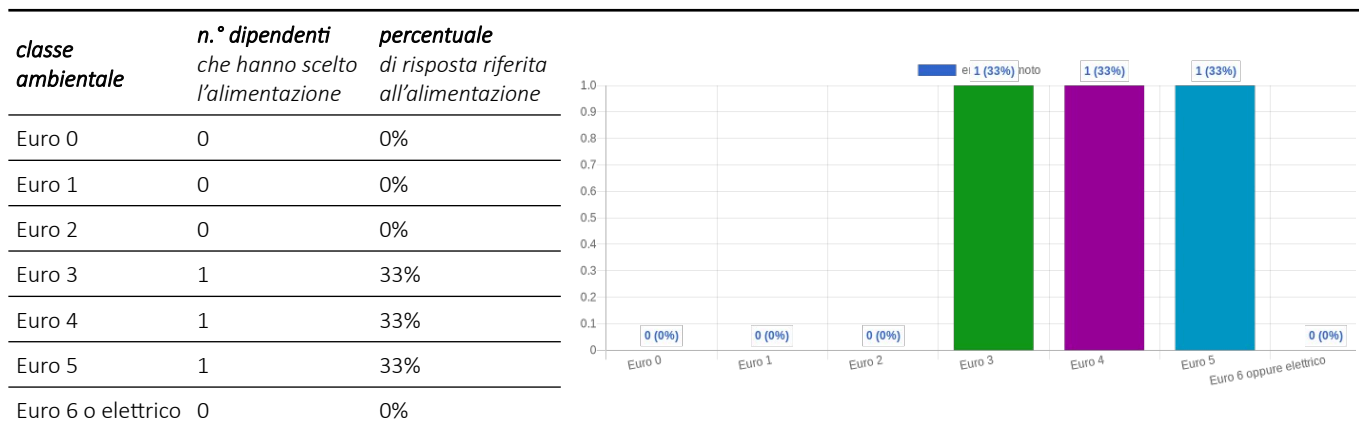 classe
ambientale
n.° dipendenti
che hanno scelto
l’alimentazione
percentuale
di risposta riferita
all’alimentazione
Euro 0 0 0%
Euro 1 0 0%
Euro 2 0 0%
Euro 3 1 33%
Euro 4 1 33%
Euro 5 1 33%
Euro 6 o elettrico 0 0%
1 (33%) 1 (33%) 1 (33%)
1.0
0.9
0.8
0.7
0.6
0.5
0.4
0.3
0.2
0.1
0
0 (0%) 0 (0%) 0 (0%) 0 (0%)
Euro 0 Euro 1 Euro 2 Euro 3 Euro 4 Euro 5 Euro 6 oppure elettrico